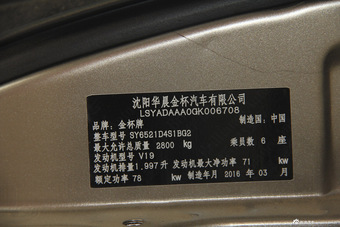 沈阳华晨金杯汽车有限公司
LSYADAAA0GK006708
品牌：金杯牌 制造国：中国
整车型号 SY6521D4S1BG2
最大允许总质量 2800 kg 乘员数 6 座
发动机型号 V19
发动机排量 1.997升 发动机最大净功率 71 kw
额定功率 78 kw 制造年月 2016 年 03 月